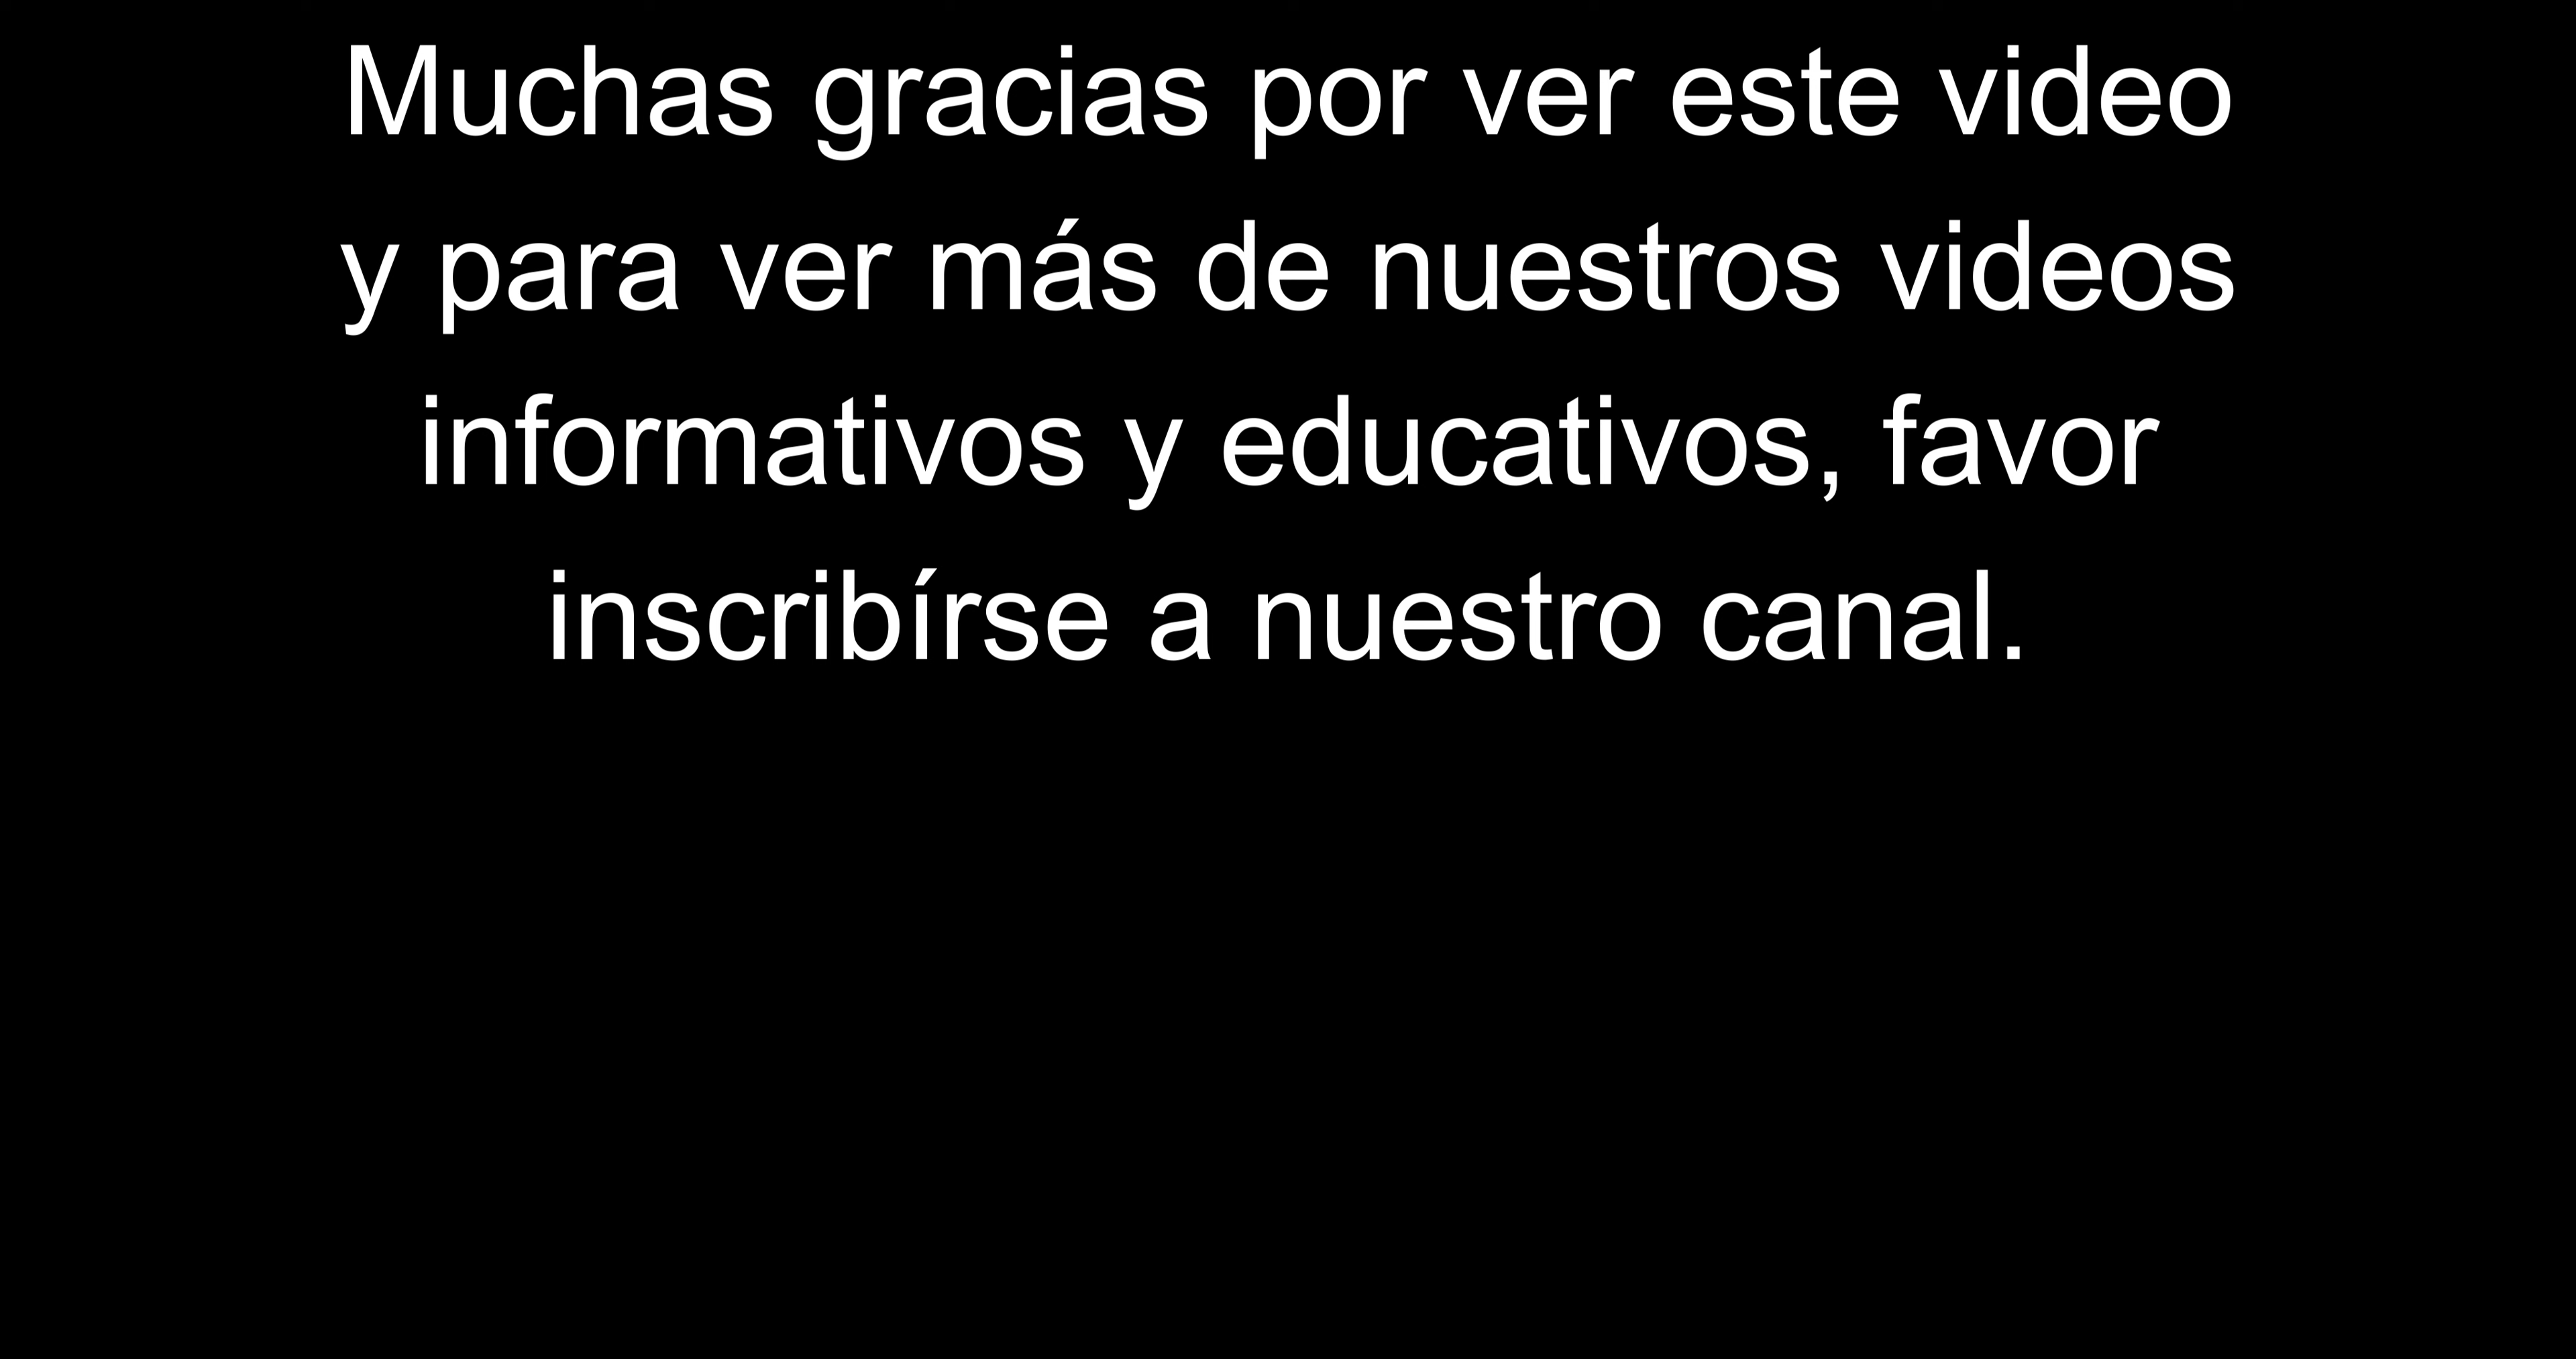 Muchas gracias por ver este video
y para ver más de nuestros videos
informativos y educativos, favor
inscribírse a nuestro canal.